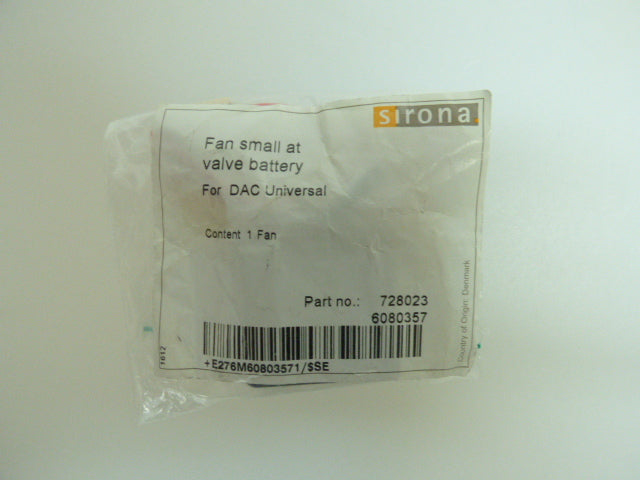 sirona.
Fan small at
valve battery
For DAC Universal
Content 1 Fan
Part no.: 728023
6080357
+E276M60803571/$SE
1612
Country of Origin: Denmark